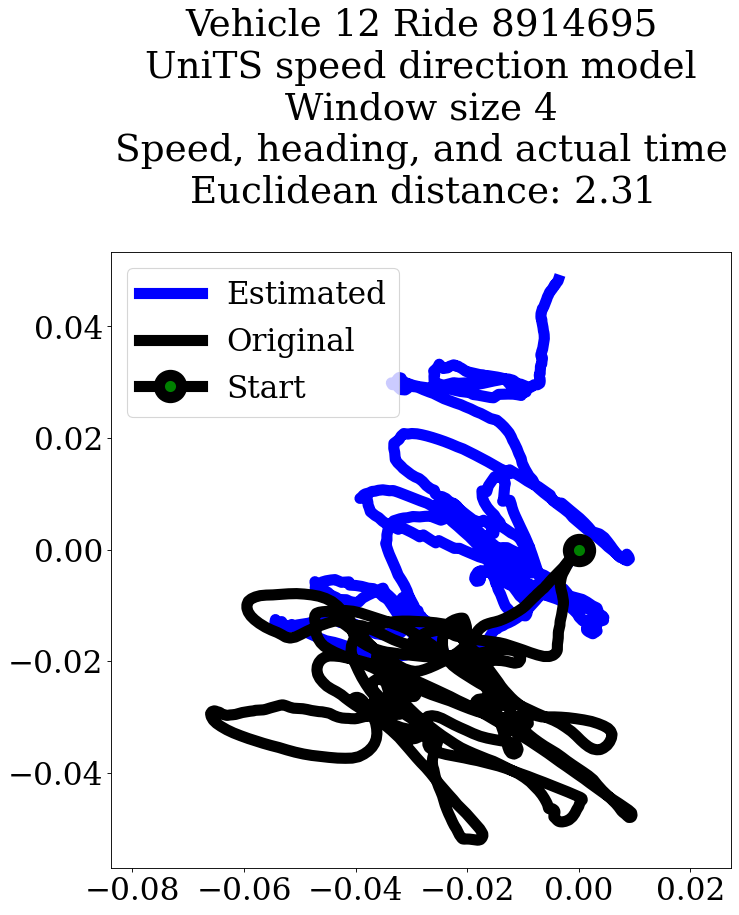 Vehicle 12 Ride 8914695
UniTS speed direction model
Window size 4
Speed, heading, and actual time
Euclidean distance: 2.31
Estimated
Original
Start
0.04
0.02
0.00
−0.02
−0.04
−0.08
−0.06
−0.04
−0.02
0.00
0.02